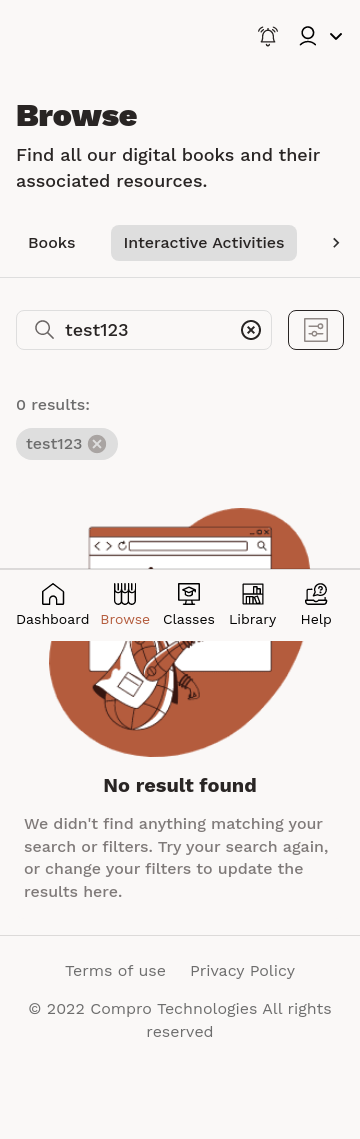 Browse
Find all our digital books and their
associated resources.
Books Interactive Activities
test123
0 results:
test123
Dashboard Browse Classes Library Help
No result found
We didn't find anything matching your
search or filters. Try your search again,
or change your filters to update the
results here.
Terms of use Privacy Policy
© 2022 Compro Technologies All rights
reserved